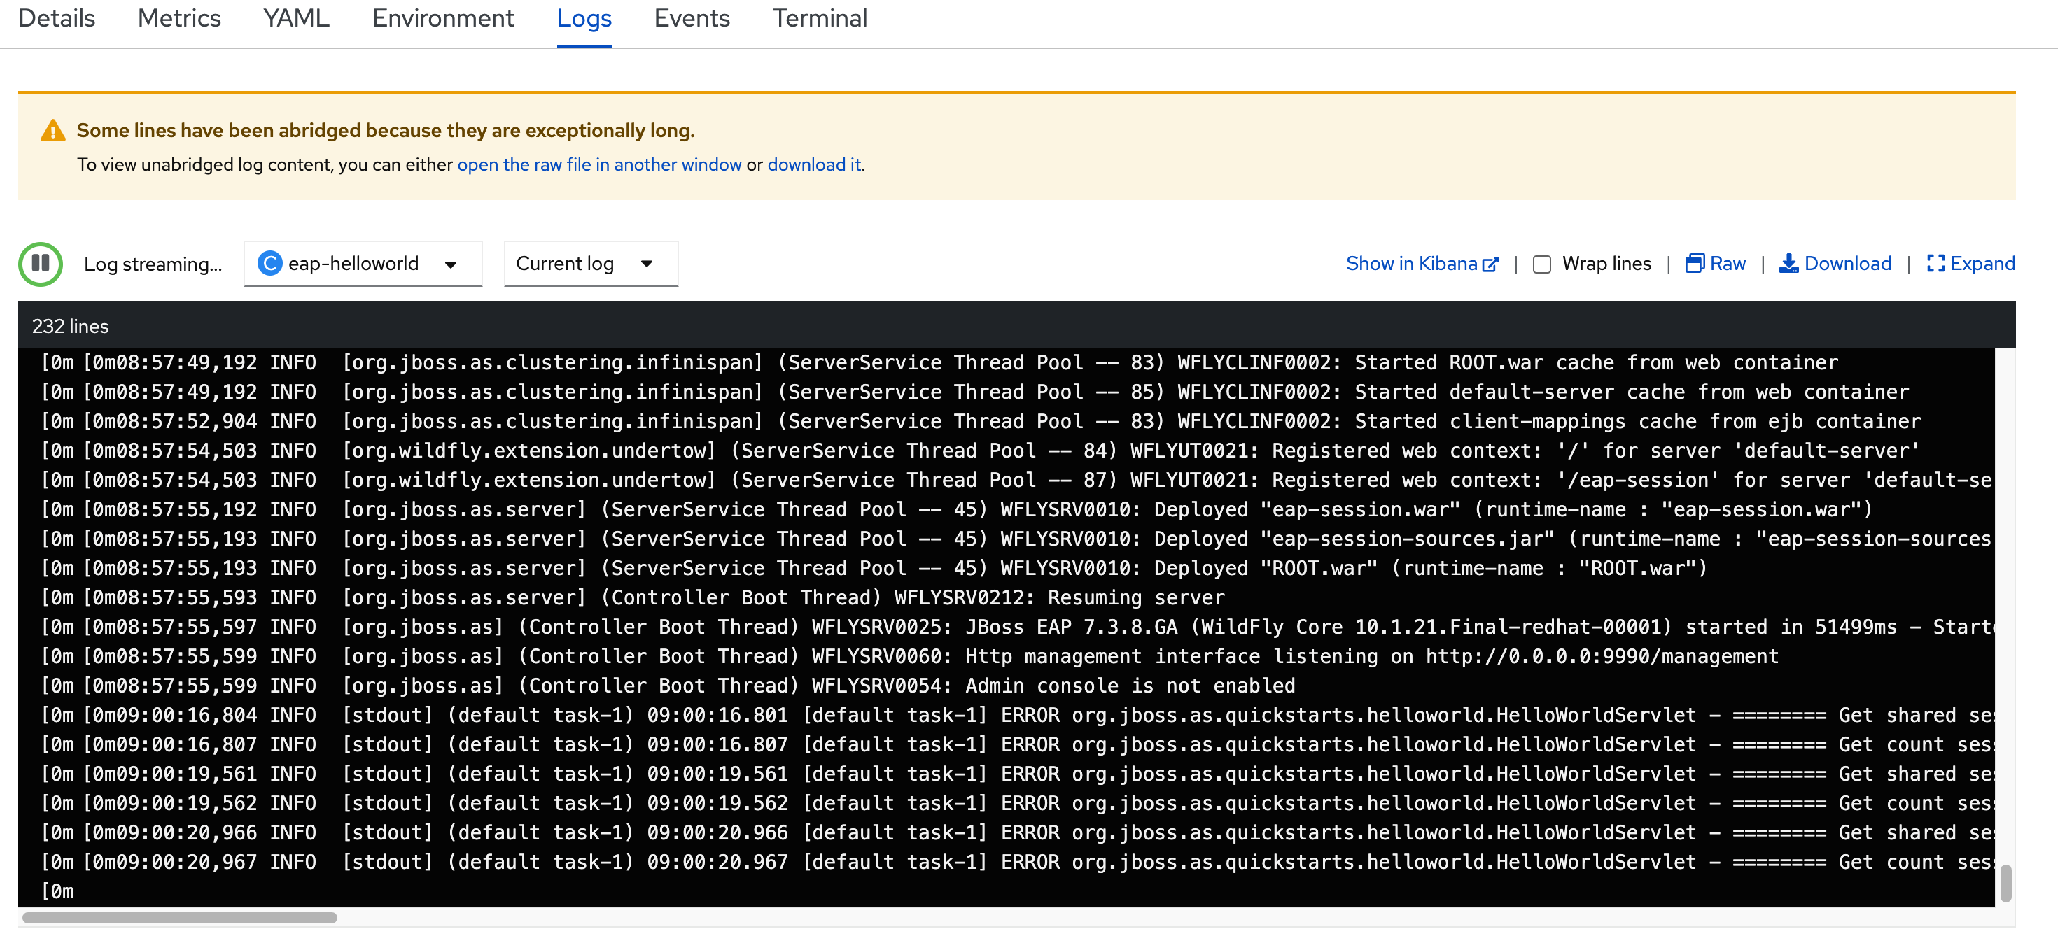 Details Metrics YAML Environment Logs Events Terminal
Some lines have been abridged because they are exceptionally long.
To view unabridged log content, you can either open the raw file in another window or download it.
Log streaming... C eap-helloworld Current log Show in Kibana | Wrap lines | Raw | Download | Expand
232 lines
[0m [0m08:57:49,192 INFO  [org.jboss.as.clustering.infinispan] (ServerService Thread Pool -- 83) WFLYCLINF0002: Started ROOT.war cache from web container
[0m [0m08:57:49,192 INFO  [org.jboss.as.clustering.infinispan] (ServerService Thread Pool -- 85) WFLYCLINF0002: Started default-server cache from web container
[0m [0m08:57:52,904 INFO  [org.jboss.as.clustering.infinispan] (ServerService Thread Pool -- 83) WFLYCLINF0002: Started client-mappings cache from ejb container
[0m [0m08:57:54,503 INFO  [org.wildfly.extension.undertow] (ServerService Thread Pool -- 84) WFLYUT0021: Registered web context: '/' for server 'default-server'
[0m [0m08:57:54,503 INFO  [org.wildfly.extension.undertow] (ServerService Thread Pool -- 87) WFLYUT0021: Registered web context: '/eap-session' for server 'default-se
[0m [0m08:57:55,192 INFO  [org.jboss.as.server] (ServerService Thread Pool -- 45) WFLYSRV0010: Deployed "eap-session.war" (runtime-name : "eap-session.war")
[0m [0m08:57:55,193 INFO  [org.jboss.as.server] (ServerService Thread Pool -- 45) WFLYSRV0010: Deployed "eap-session-sources.jar" (runtime-name : "eap-session-sources
[0m [0m08:57:55,193 INFO  [org.jboss.as.server] (ServerService Thread Pool -- 45) WFLYSRV0010: Deployed "ROOT.war" (runtime-name : "ROOT.war")
[0m [0m08:57:55,593 INFO  [org.jboss.as.server] (Controller Boot Thread) WFLYSRV0212: Resuming server
[0m [0m08:57:55,597 INFO  [org.jboss.as] (Controller Boot Thread) WFLYSRV0025: JBoss EAP 7.3.8.GA (WildFly Core 10.1.21.Final-redhat-00001) started in 51499ms - Starte
[0m [0m08:57:55,599 INFO  [org.jboss.as] (Controller Boot Thread) WFLYSRV0060: Http management interface listening on http://0.0.0.0:9990/management
[0m [0m08:57:55,599 INFO  [org.jboss.as] (Controller Boot Thread) WFLYSRV0054: Admin console is not enabled
[0m [0m09:00:16,804 INFO  [stdout] (default task-1) 09:00:16.801 [default task-1] ERROR org.jboss.as.quickstarts.helloworld.HelloWorldServlet - ======== Get shared ses
[0m [0m09:00:16,807 INFO  [stdout] (default task-1) 09:00:16.807 [default task-1] ERROR org.jboss.as.quickstarts.helloworld.HelloWorldServlet - ======== Get count sess
[0m [0m09:00:19,561 INFO  [stdout] (default task-1) 09:00:19.561 [default task-1] ERROR org.jboss.as.quickstarts.helloworld.HelloWorldServlet - ======== Get shared ses
[0m [0m09:00:19,562 INFO  [stdout] (default task-1) 09:00:19.562 [default task-1] ERROR org.jboss.as.quickstarts.helloworld.HelloWorldServlet - ======== Get count sess
[0m [0m09:00:20,966 INFO  [stdout] (default task-1) 09:00:20.966 [default task-1] ERROR org.jboss.as.quickstarts.helloworld.HelloWorldServlet - ======== Get shared ses
[0m [0m09:00:20,967 INFO  [stdout] (default task-1) 09:00:20.967 [default task-1] ERROR org.jboss.as.quickstarts.helloworld.HelloWorldServlet - ======== Get count sess
[0m